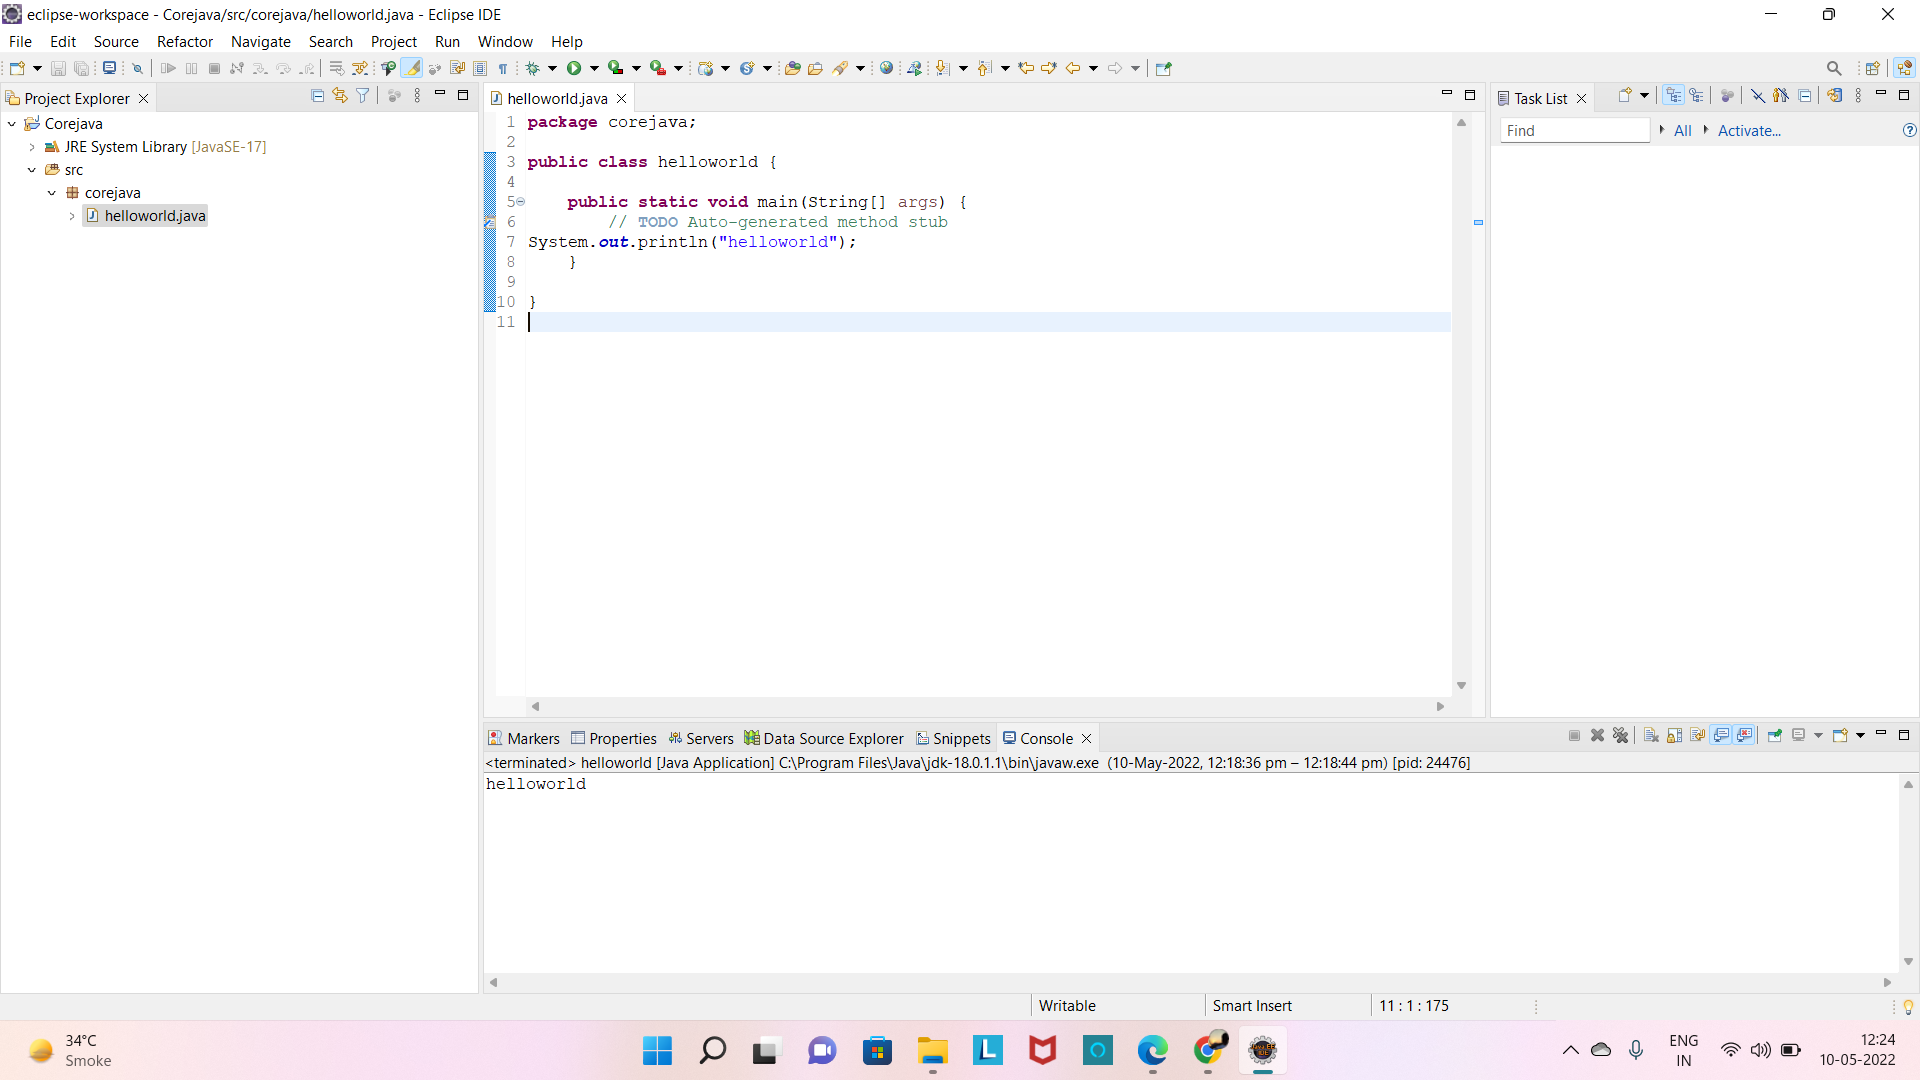 eclipse-workspace - Corejava/src/corejava/helloworld.java - Eclipse IDE
File Edit Source Refactor Navigate Search Project Run Window Help
Project Explorer
Corejava
JRE System Library [JavaSE-17]
src
corejava
helloworld.java
helloworld.java
1 package corejava;
2
3 public class helloworld {
4
5 public static void main(String[] args) {
6 // TODO Auto-generated method stub
7 System.out.println("helloworld");
8 }
9
10 }
11
Task List
Find All Activate...
Markers Properties Servers Data Source Explorer Snippets Console
<terminated> helloworld [Java Application] C:\Program Files\Java\jdk-18.0.1.1\bin\javaw.exe (10-May-2022, 12:18:36 pm – 12:18:44 pm) [pid: 24476]
helloworld
Writable Smart Insert 11 : 1 : 175
34°C
Smoke
ENG
IN
12:24
10-05-2022